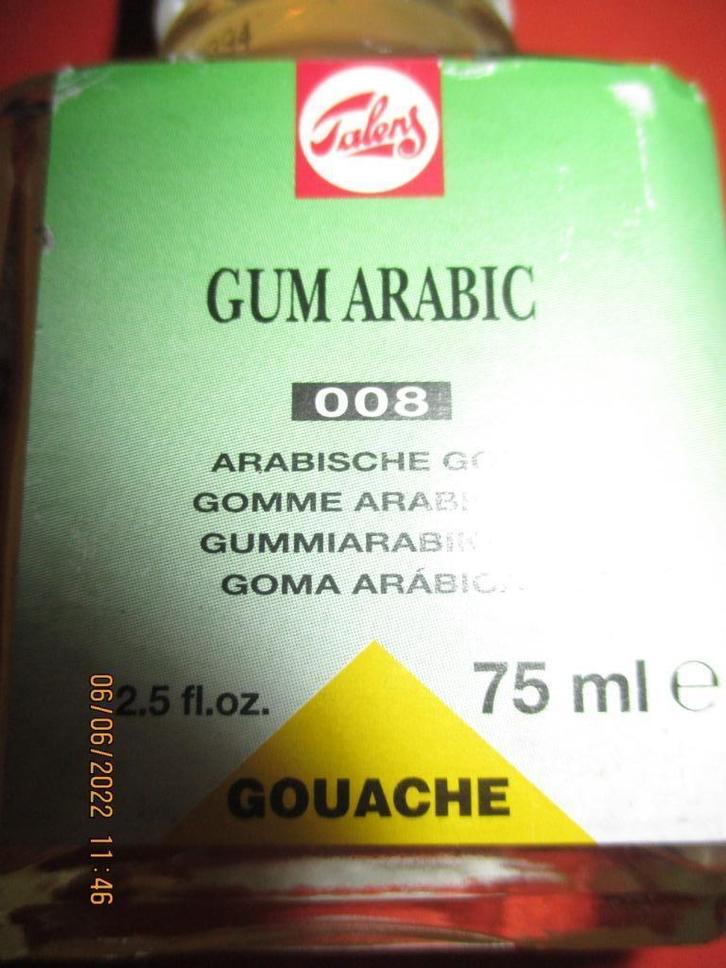 Talens
GUM ARABIC
008
ARABISCHE
GOMME
GOMA ARÁBICA
2.5 fl.oz.
75 ml e
GOUACHE
06/06/2022 11:46